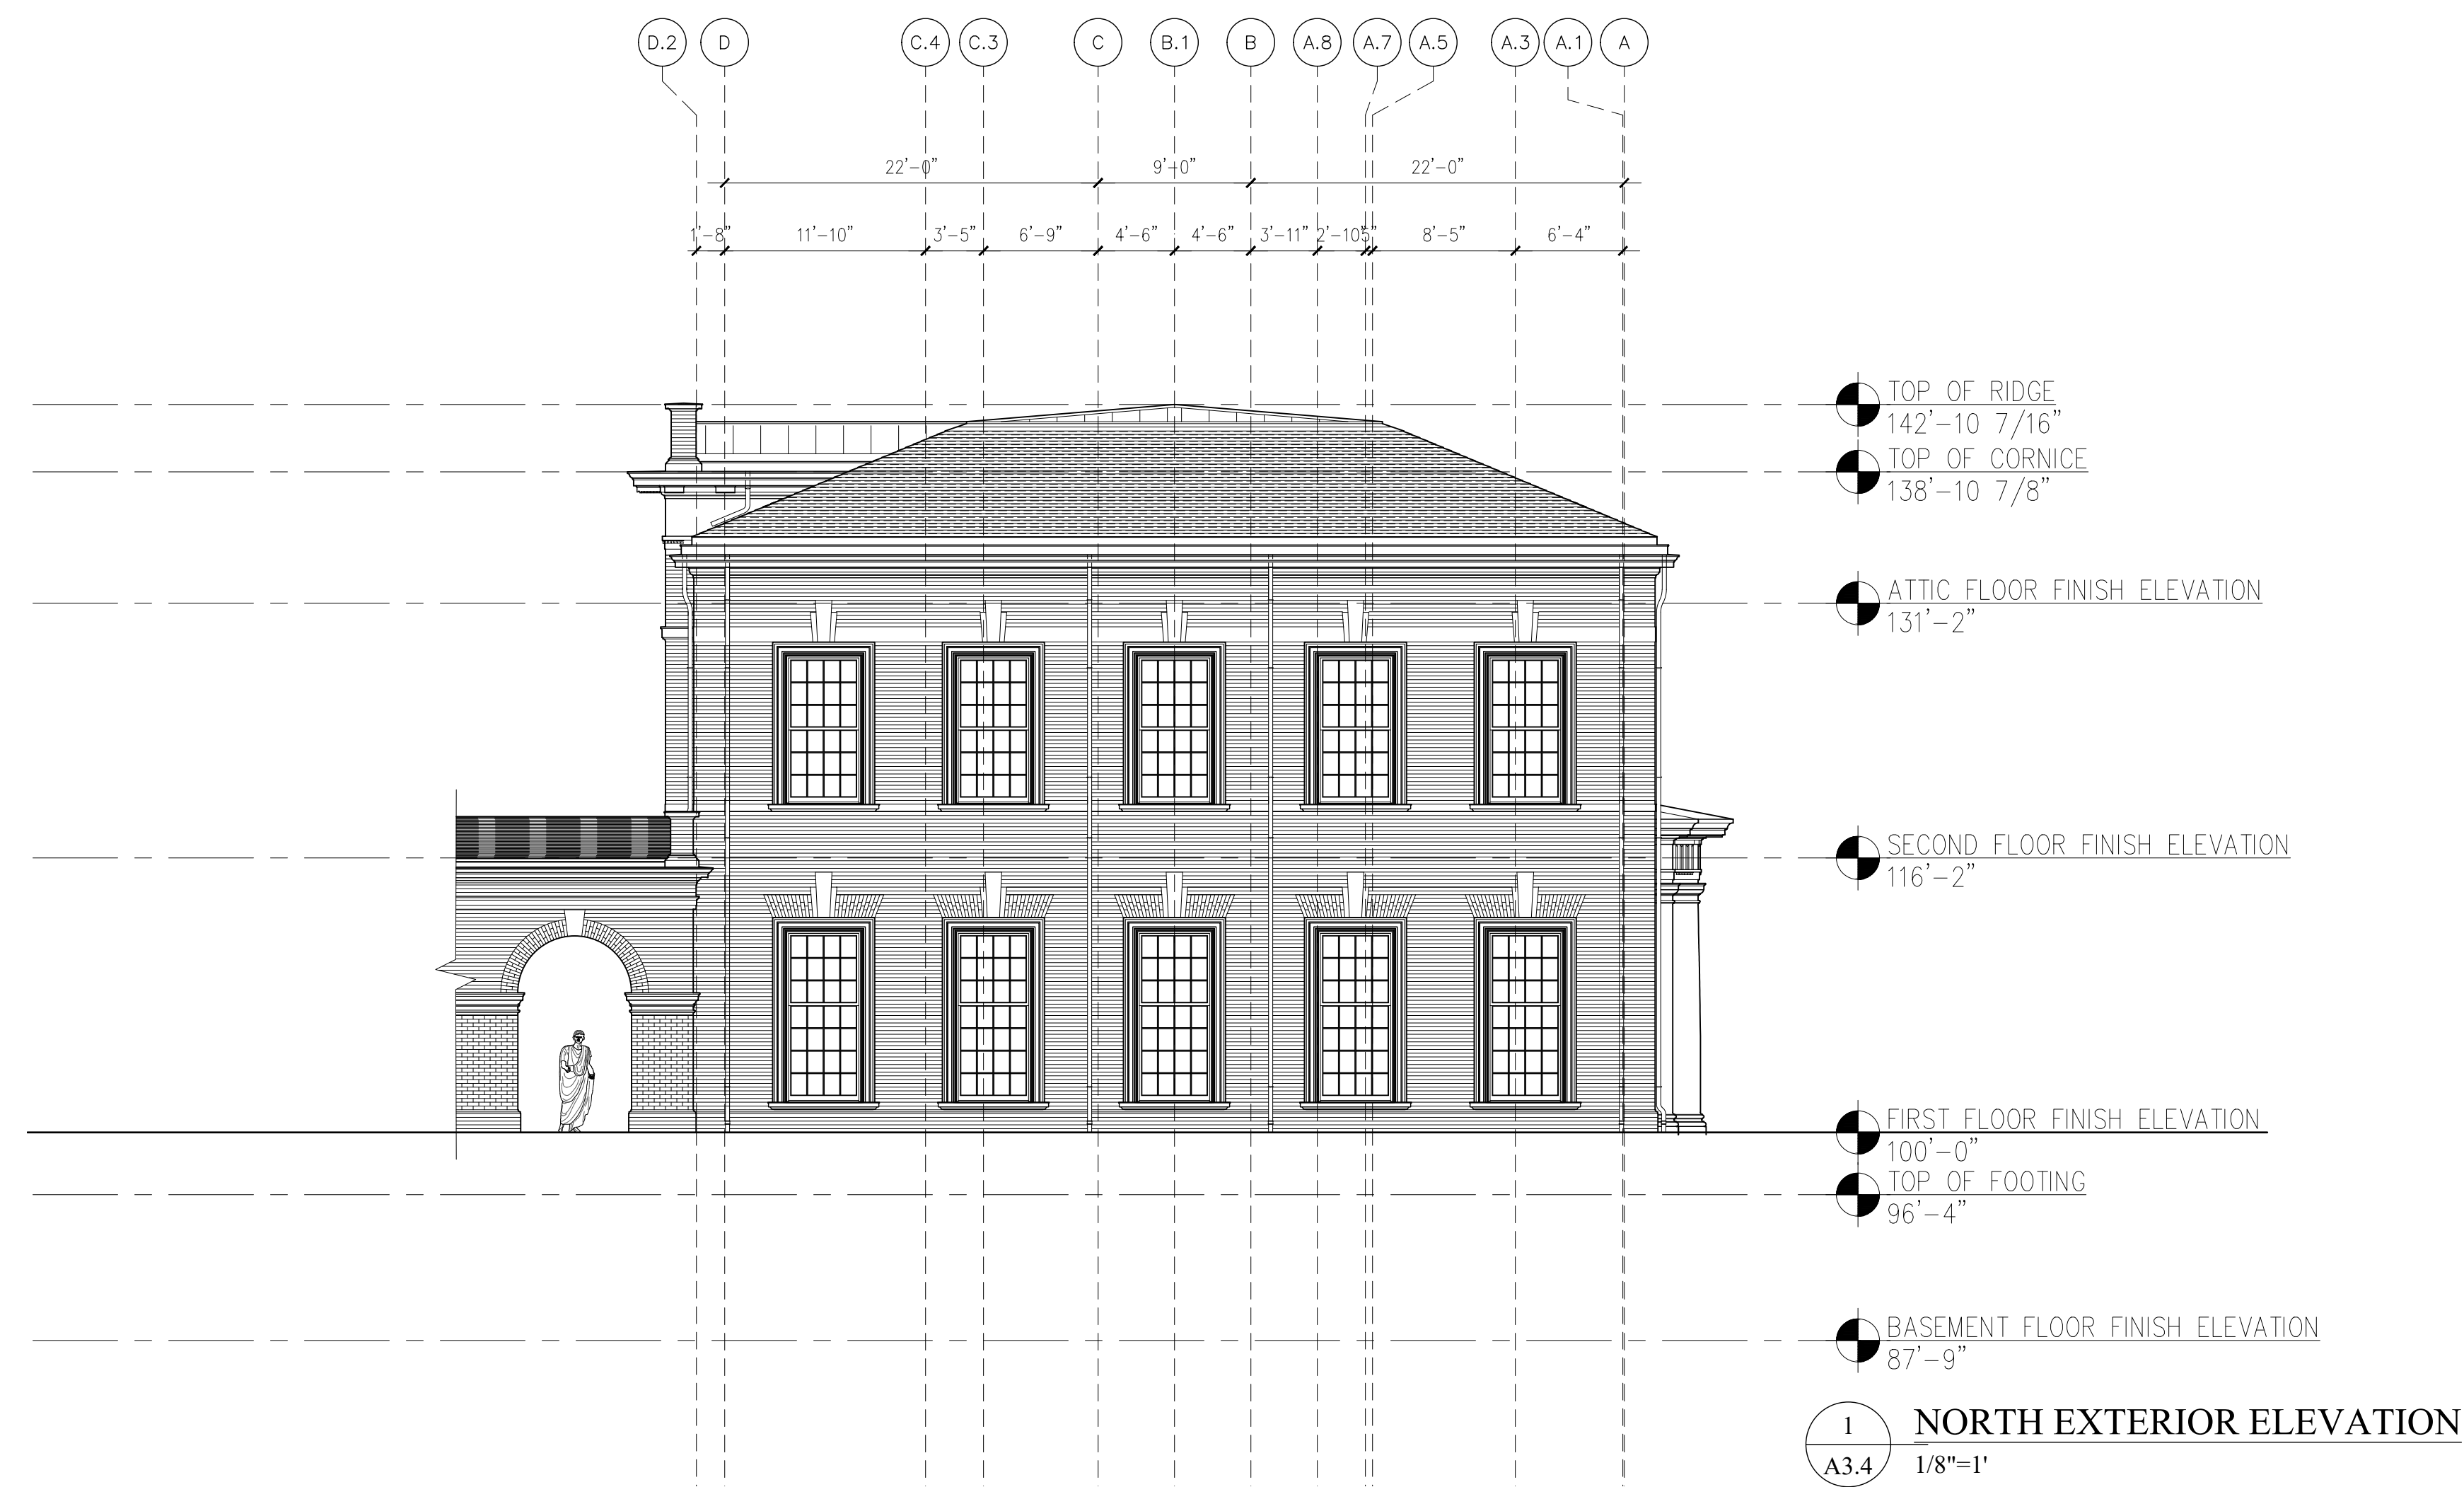 D.2 D C.4 C.3 C B.1 B A.8 A.7 A.5 A.3 A.1 A
22'-0" 9'-0" 22'-0"
1'-8" 11'-10" 3'-5" 6'-9" 4'-6" 4'-6" 3'-11" 2'-10" 5" 8'-5" 6'-4"
TOP OF RIDGE
142'-10 7/16"
TOP OF CORNICE
138'-10 7/8"
ATTIC FLOOR FINISH ELEVATION
131'-2"
SECOND FLOOR FINISH ELEVATION
116'-2"
FIRST FLOOR FINISH ELEVATION
100'-0"
TOP OF FOOTING
96'-4"
BASEMENT FLOOR FINISH ELEVATION
87'-9"
1 NORTH EXTERIOR ELEVATION
A3.4 1/8"=1'